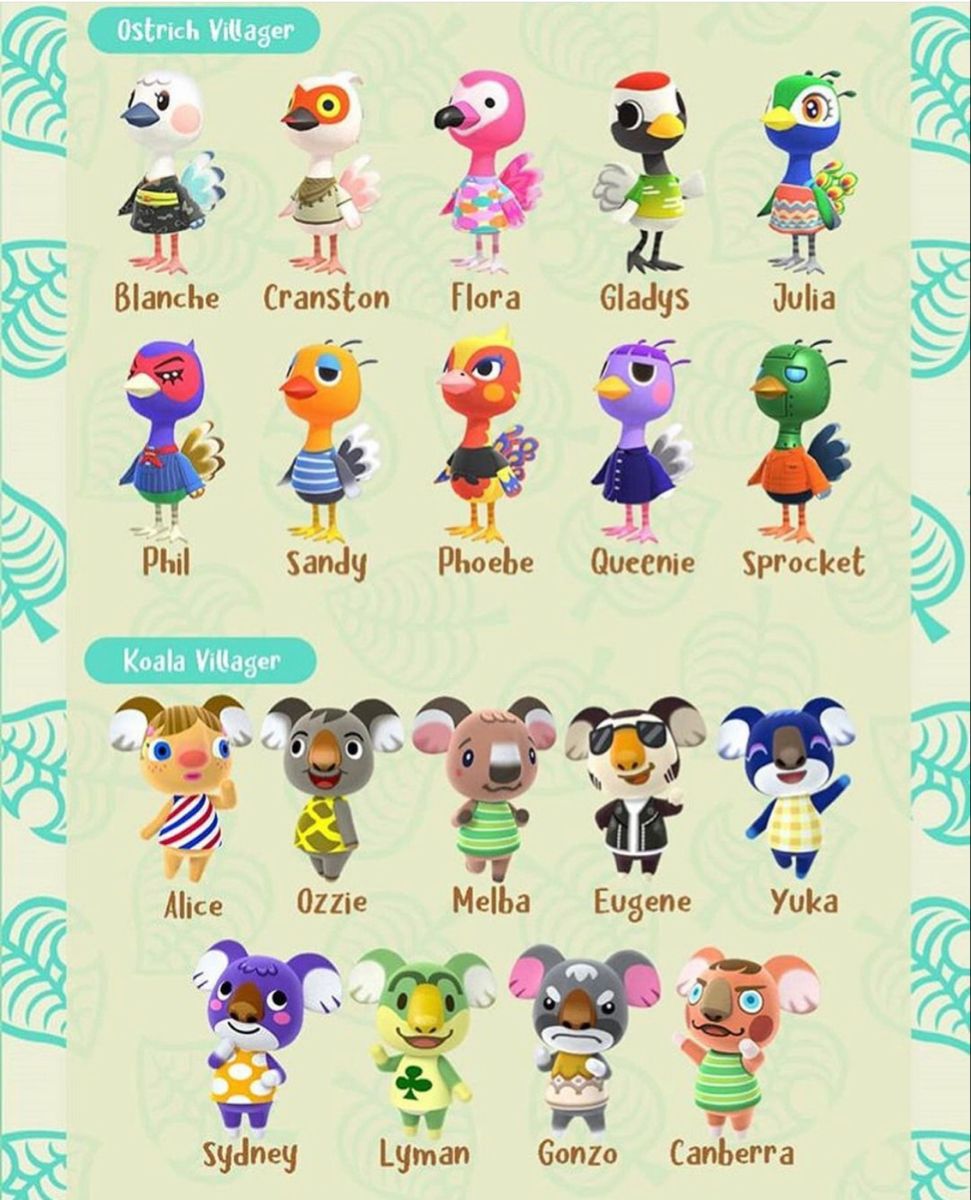 Ostrich Villager
Blanche Cranston Flora Gladys Julia
Phil Sandy Phoebe Queenie Sprocket
Koala Villager
Alice Ozzie Melba Eugene Yuka
Sydney Lyman Gonzo Canberra